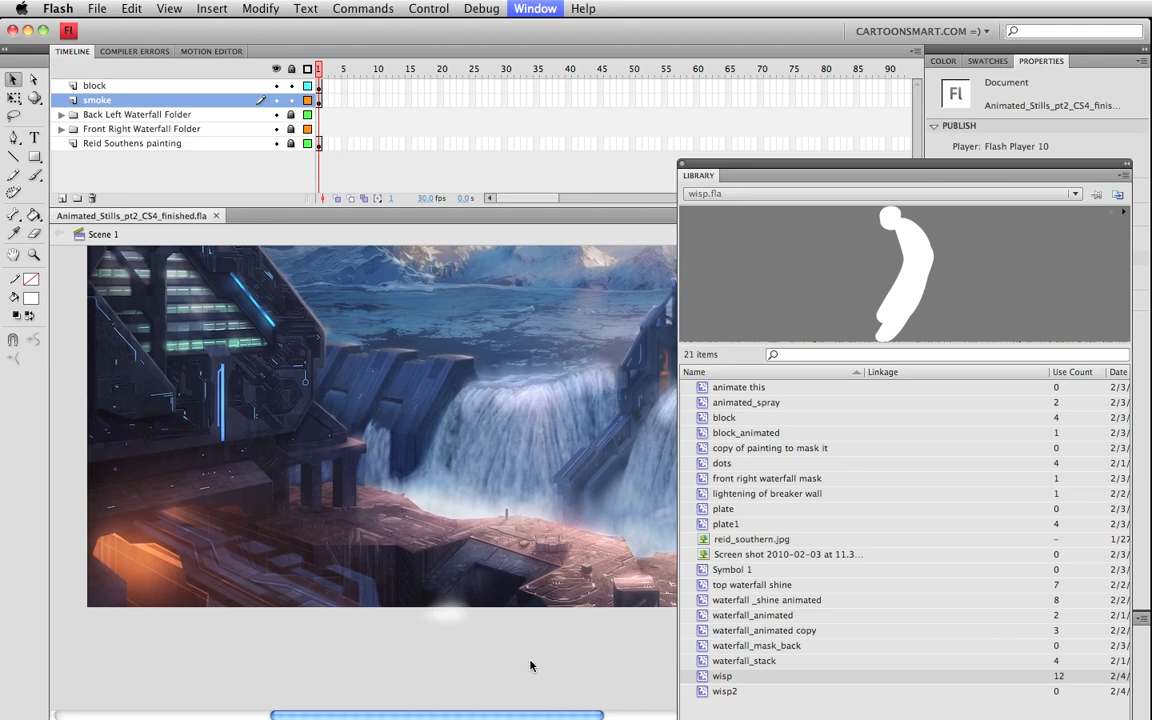 Flash File Edit View Insert Modify Text Commands Control Debug Window Help
Fl CARTOONSMART.COM =)
TIMELINE COMPILER ERRORS MOTION EDITOR
COLOR SWATCHES PROPERTIES
1 5 10 15 20 25 30 35 40 45 50 55 60 65 70 75 80 85 90
block
smoke
Back Left Waterfall Folder
Front Right Waterfall Folder
Reid Southens painting
Fl
Document
Animated_Stills_pt2_CS4_finis...
PUBLISH
Player: Flash Player 10
1 30.0 fps 0.0 s
Animated_Stills_pt2_CS4_finished.fla
Scene 1
LIBRARY
wisp.fla
21 items
Name Linkage Use Count Date
animate this 0 2/3/
animated_spray 2 2/3/
block 4 2/3/
block_animated 1 2/3/
copy of painting to mask it 0 2/3/
dots 4 2/1/
front right waterfall mask 1 2/3/
lightening of breaker wall 1 2/2/
plate 0 2/3/
plate1 4 2/3/
reid_southern.jpg – 1/27
Screen shot 2010-02-03 at 11.3... 0 2/3/
Symbol 1 0 2/3/
top waterfall shine 7 2/2/
waterfall _shine animated 8 2/2/
waterfall_animated 2 2/1/
waterfall_animated copy 3 2/2/
waterfall_mask_back 0 2/3/
waterfall_stack 4 2/1/
wisp 12 2/4/
wisp2 0 2/4/